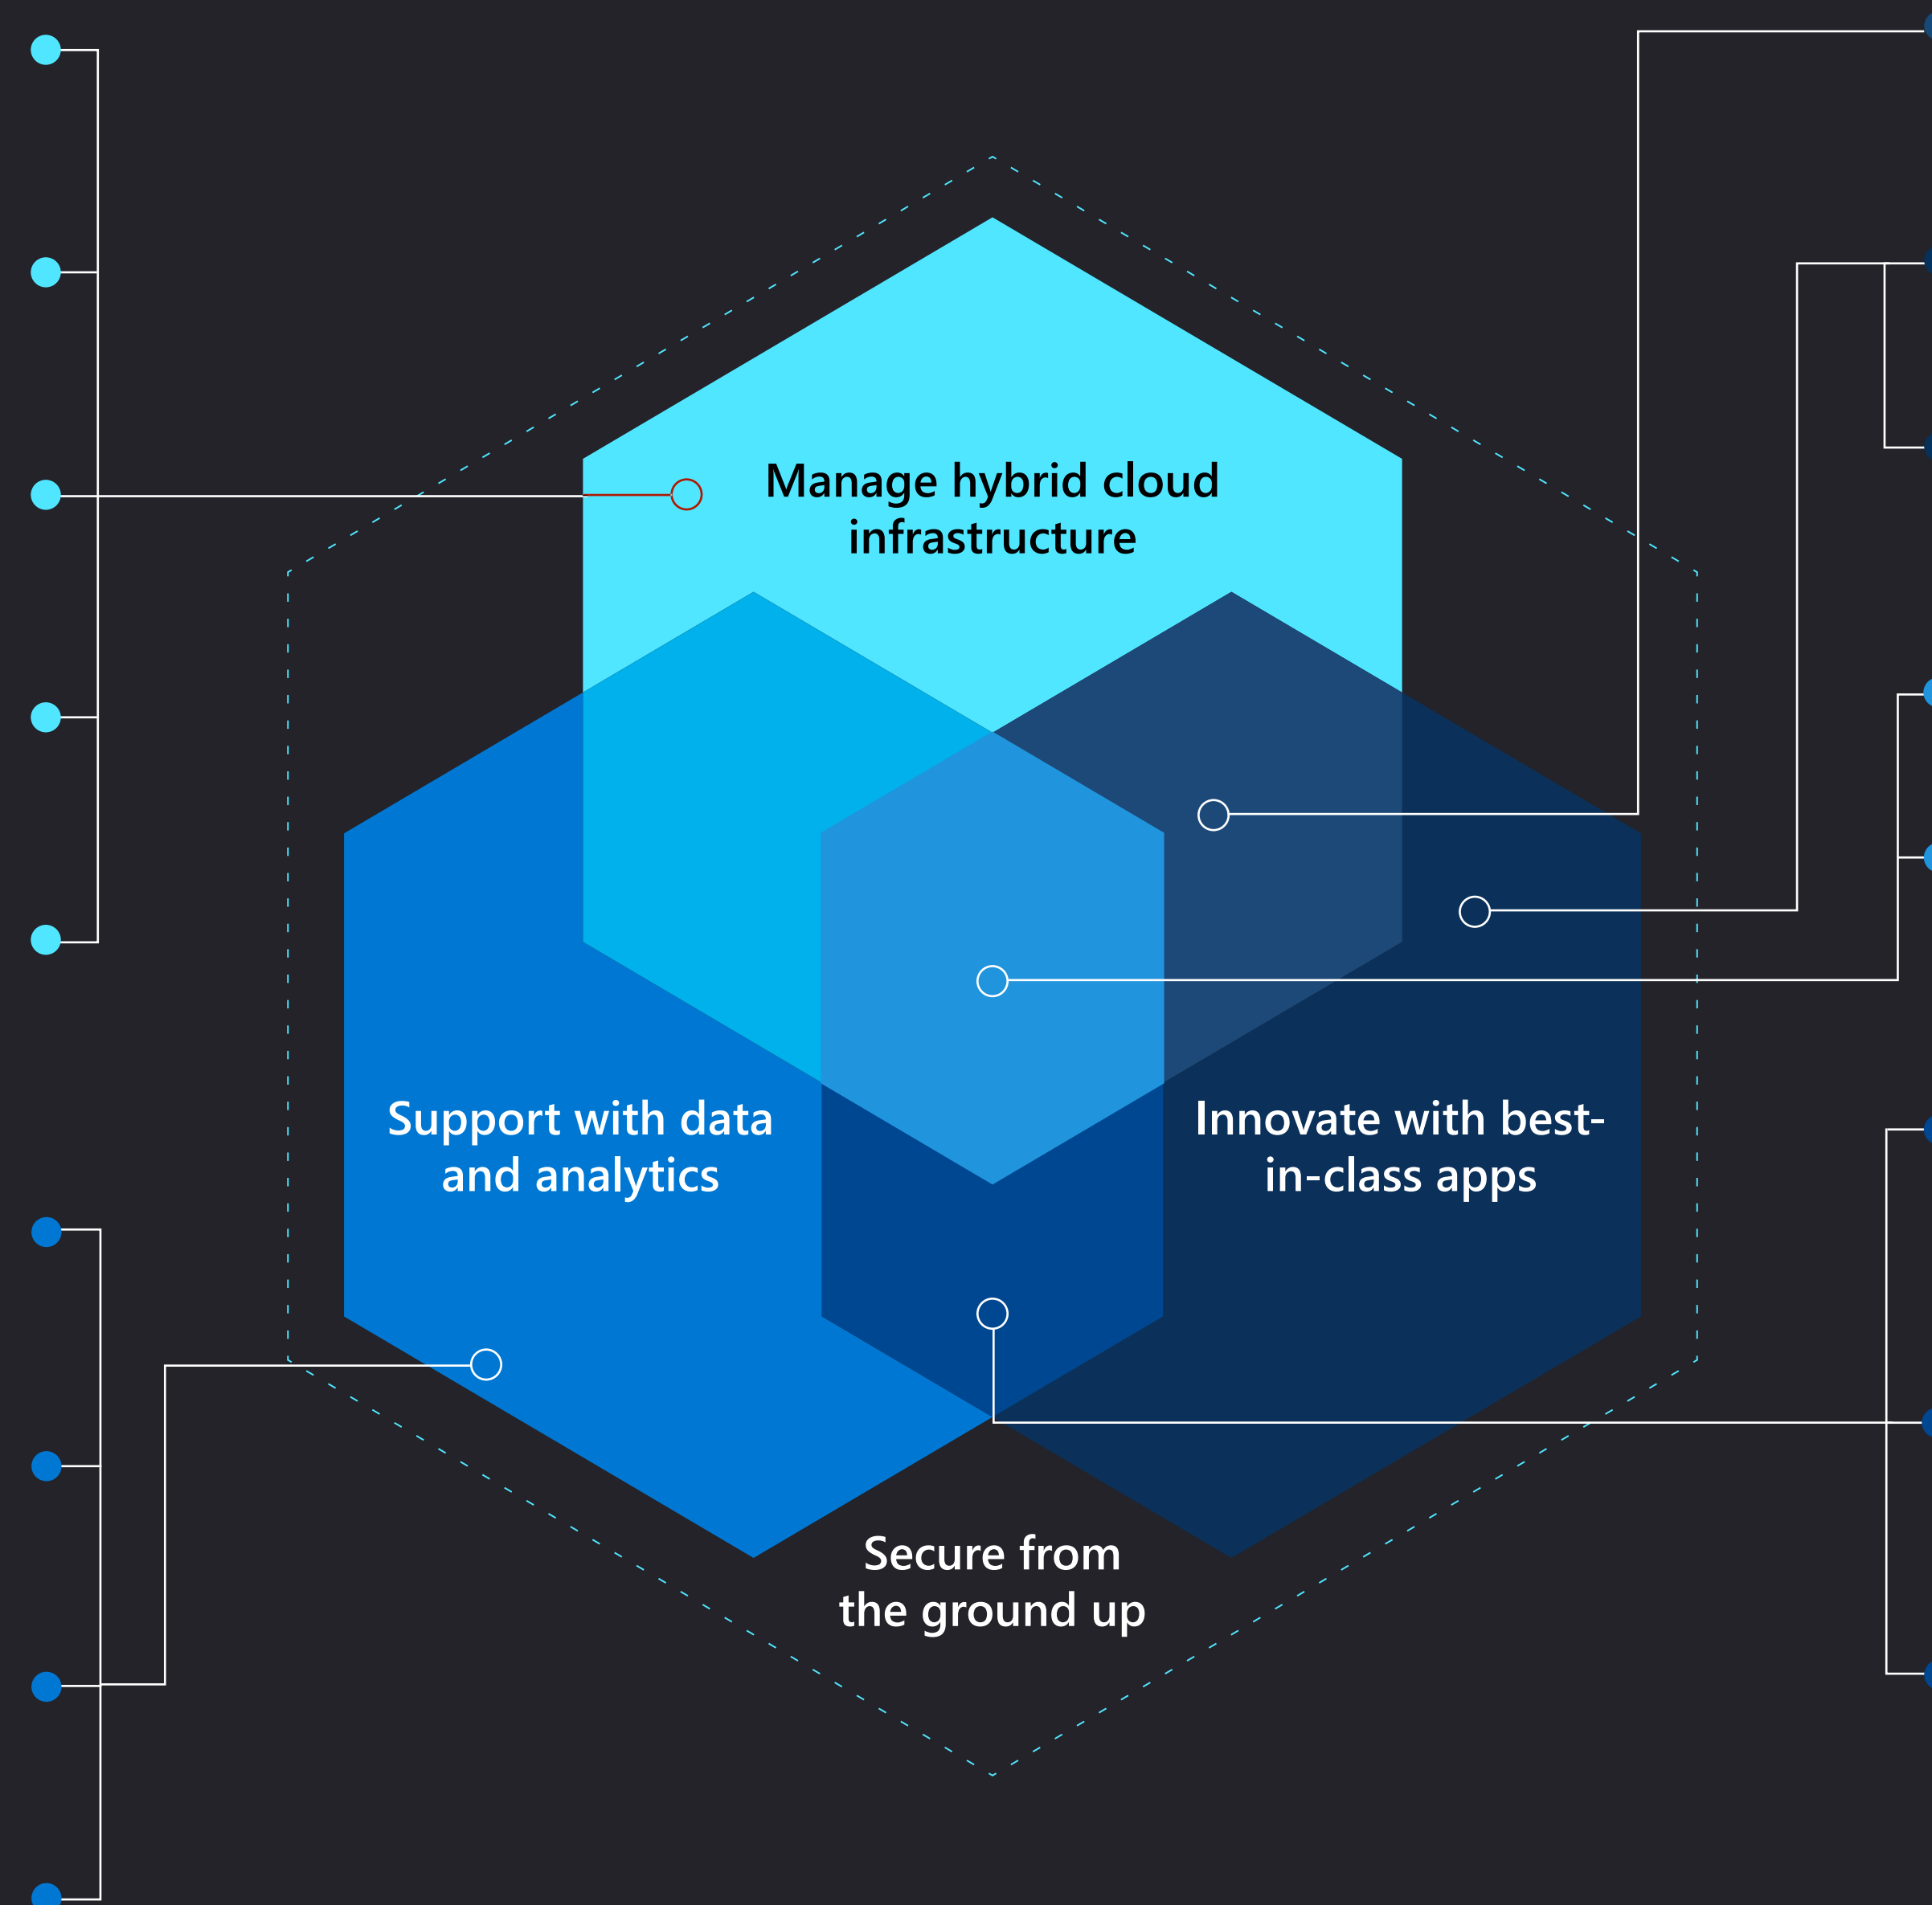 Manage hybrid cloud
infrastructure
Support with data
and analytics
Innovate with best-
in-class apps
Secure from
the ground up